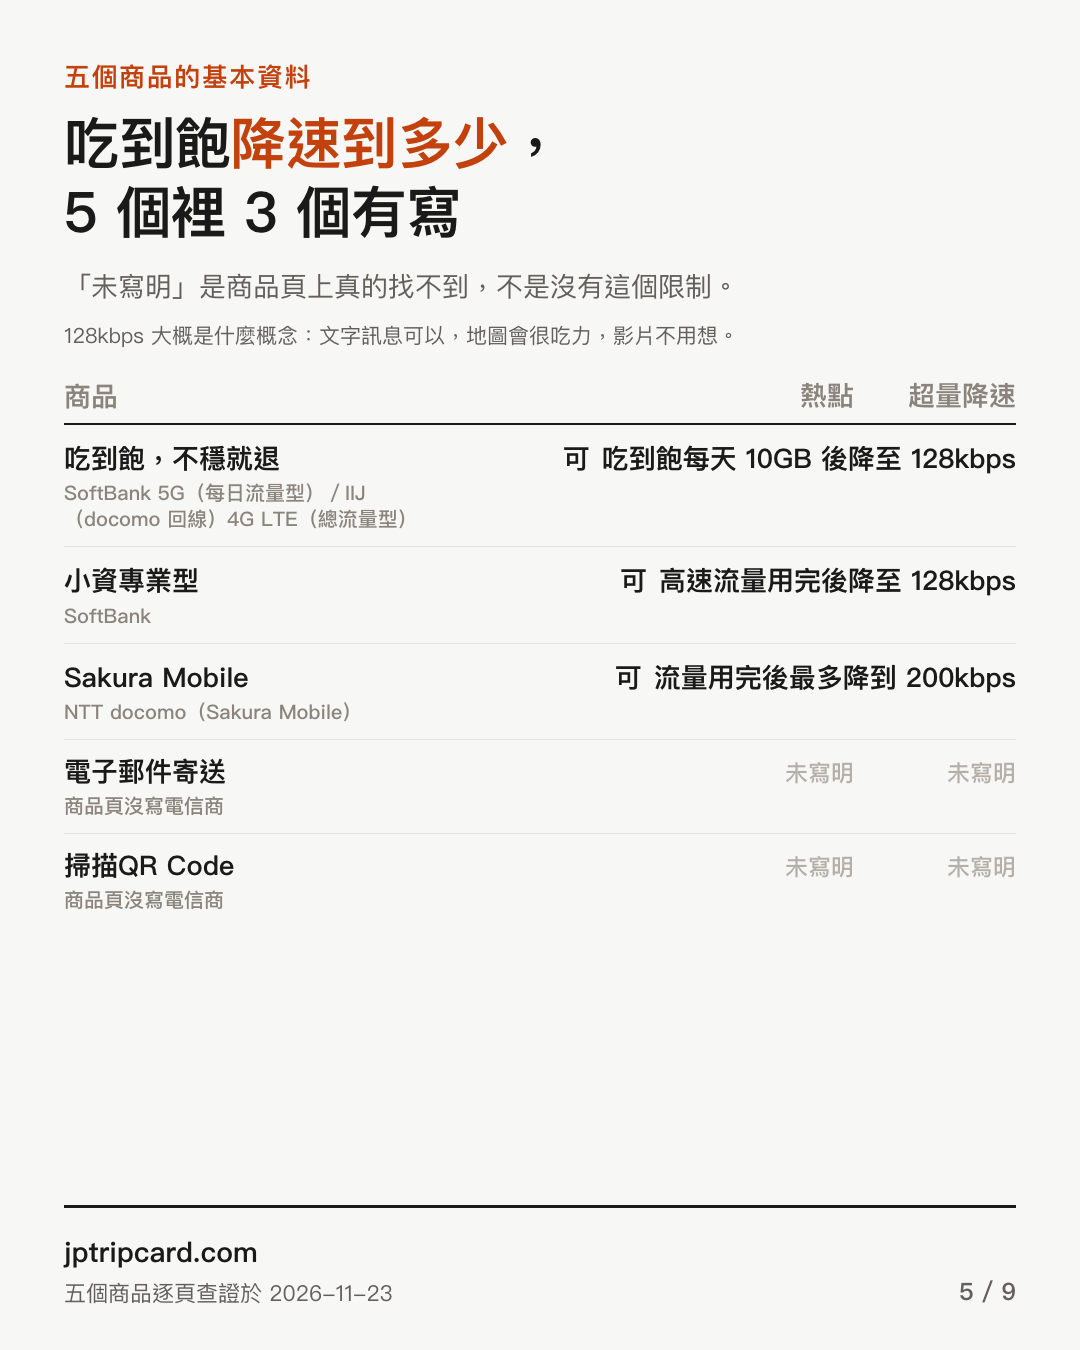 五個商品的基本資料
吃到飽降速到多少，
5 個裡 3 個有寫
「未寫明」是商品頁上真的找不到，不是沒有這個限制。
128kbps 大概是什麼概念：文字訊息可以，地圖會很吃力，影片不用想。
商品 熱點 超量降速
吃到飽，不穩就退 可 吃到飽每天 10GB 後降至 128kbps
SoftBank 5G（每日流量型） / IIJ
（docomo 回線）4G LTE（總流量型）
小資專業型 可 高速流量用完後降至 128kbps
SoftBank
Sakura Mobile 可 流量用完後最多降到 200kbps
NTT docomo（Sakura Mobile）
電子郵件寄送 未寫明 未寫明
商品頁沒寫電信商
掃描QR Code 未寫明 未寫明
商品頁沒寫電信商
jptripcard.com
五個商品逐頁查證於 2026–11–23
5 / 9